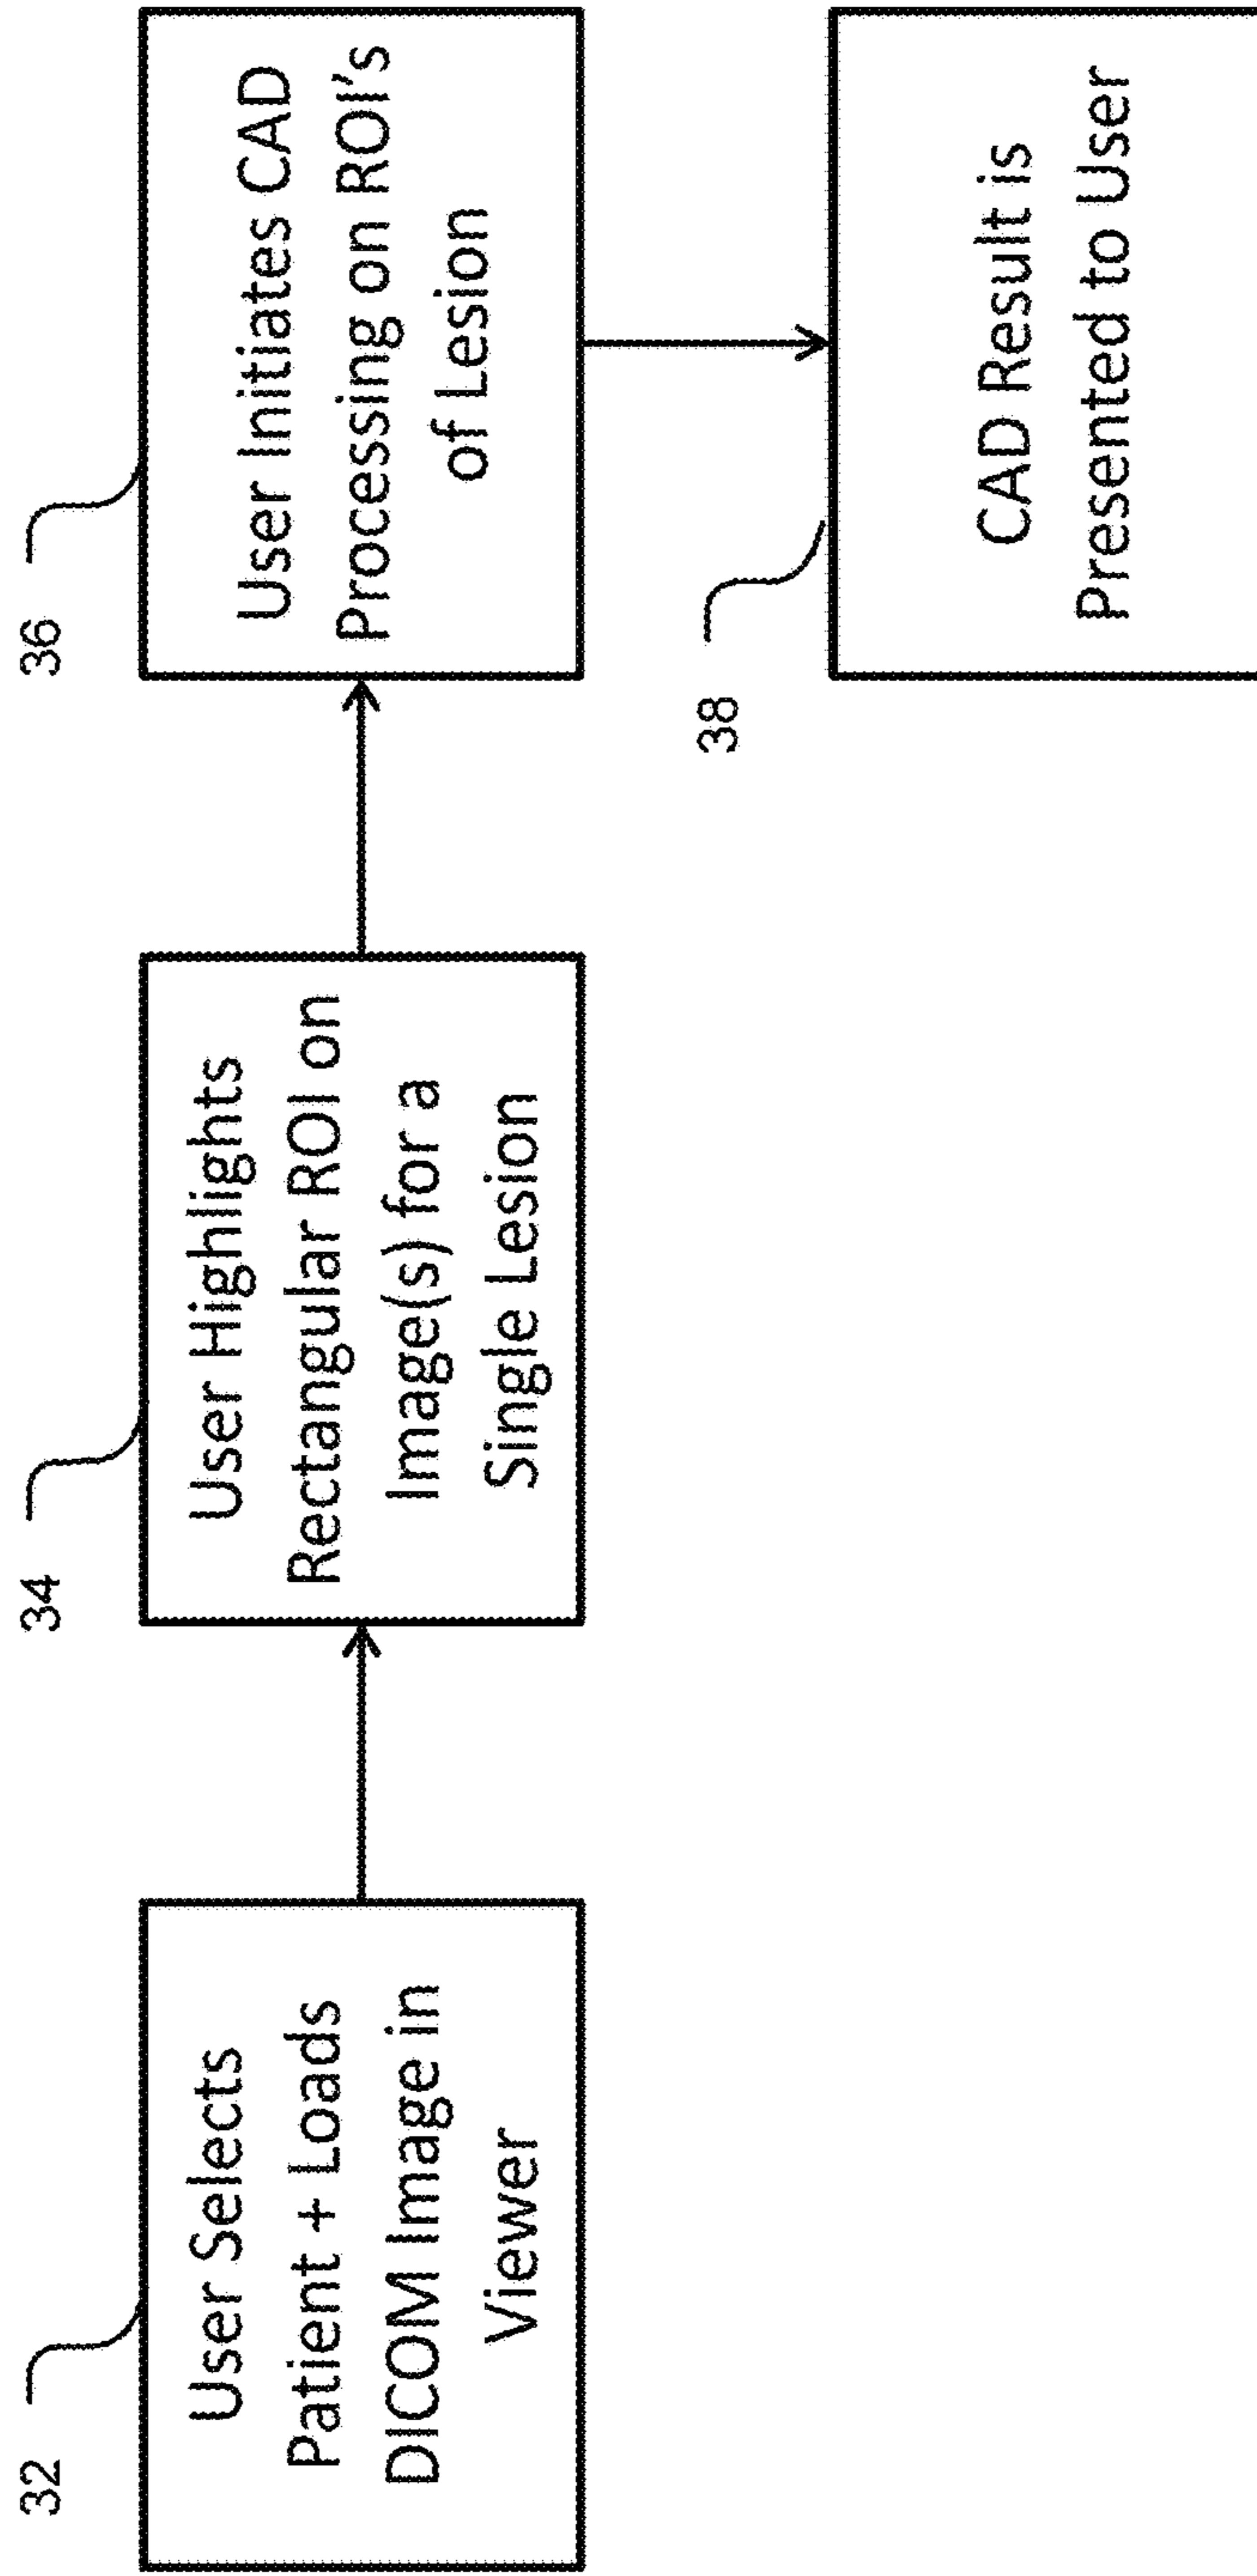 32
User Selects
Patient + Loads
DICOM Image in
Viewer
34
User Highlights
Rectangular ROI on
Image(s) for a
Single Lesion
36
User Initiates CAD
Processing on ROI's
of Lesion
38
CAD Result is
Presented to User